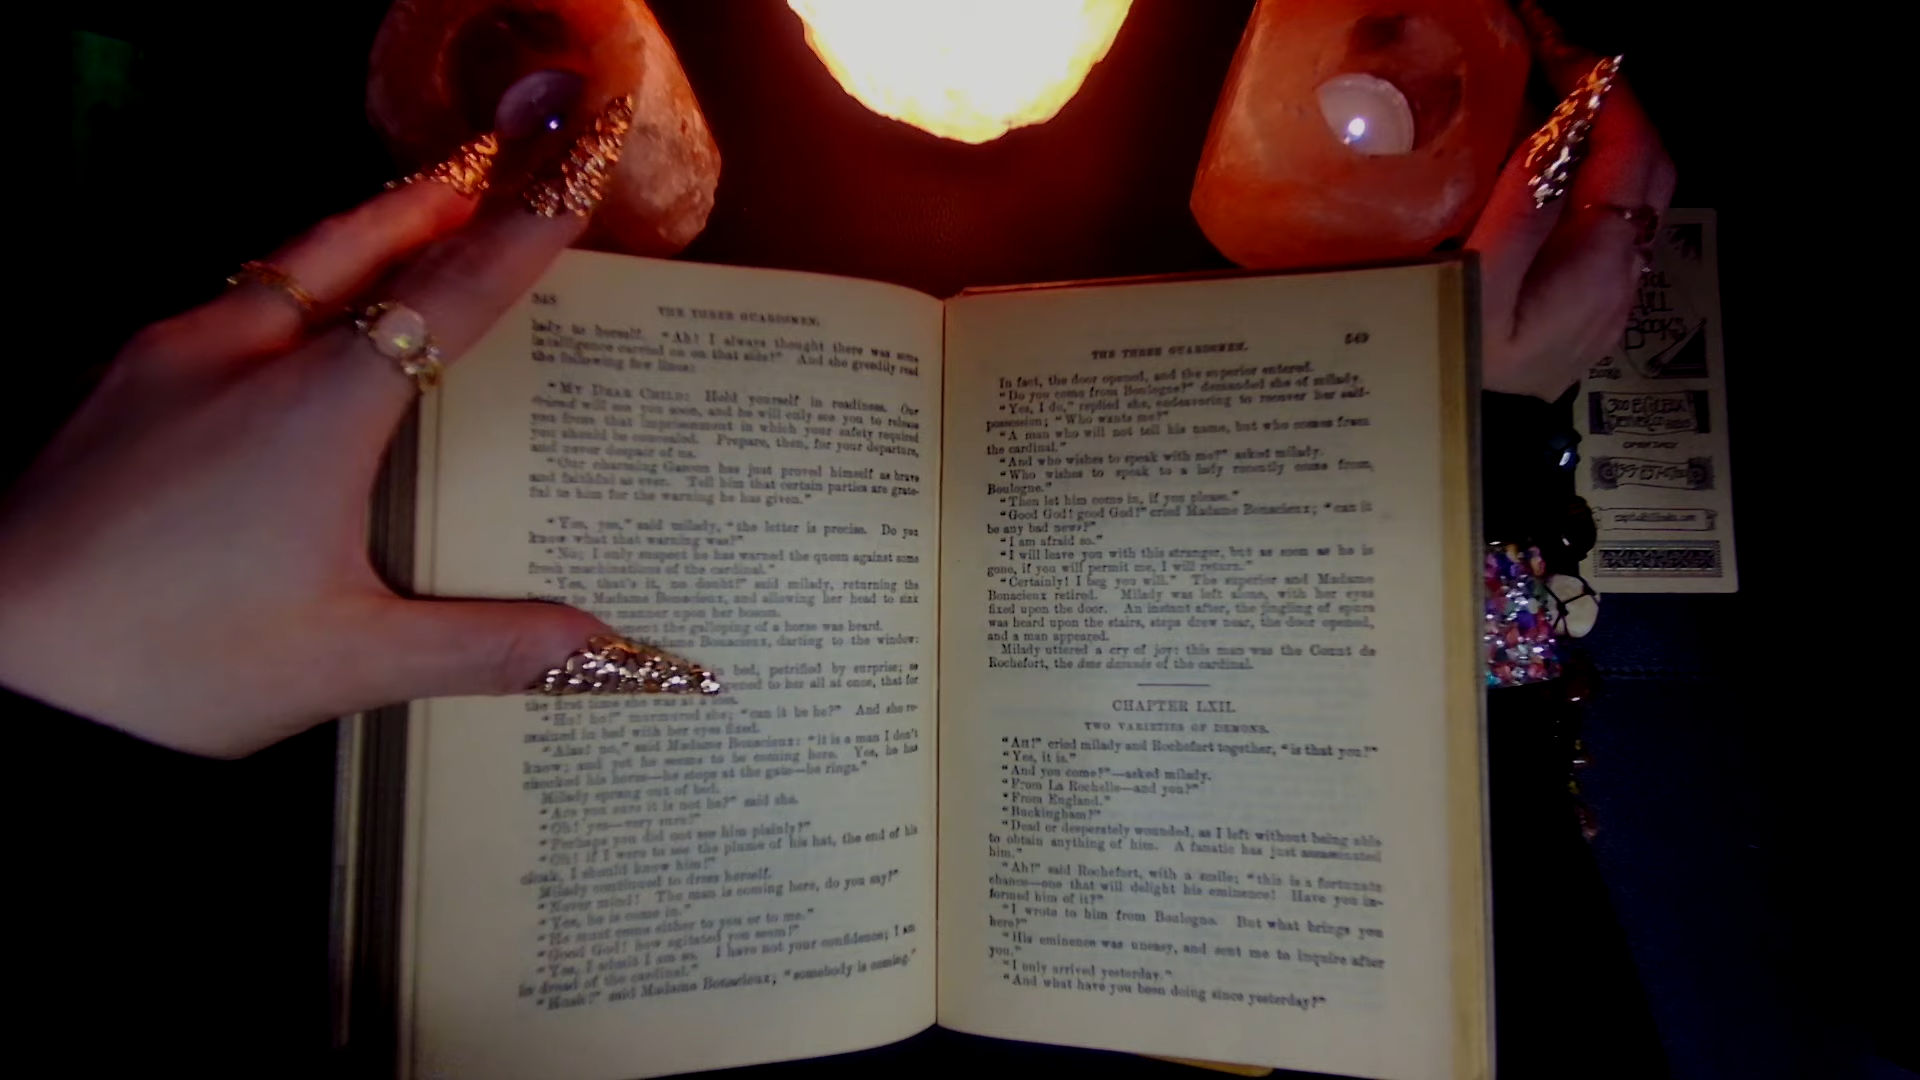 548
THE THREE GUARDSMEN.
lady to herself. "Ah! I always thought there was some
intelligence carried on on that side!" And she greedily read
the following few lines:
"MY DEAR CHILD: Hold yourself in readiness. Our
friend will see you soon, and he will only see you to release
you from that imprisonment in which your safety required
you should be concealed. Prepare, then, for your departure,
and never despair of us.
"Our charming Gascon has just proved himself as brave
and faithful as ever. Tell him that certain parties are grate-
ful to him for the warning he has given."
"Yes, yes," said milady, "the letter is precise. Do you
know what that warning was?"
"No; I only suspect he has warned the queen against some
fresh machinations of the cardinal."
"Yes, that's it, no doubt!" said milady, returning the
letter to Madame Bonacieux, and allowing her head to sink
manner upon her bosom.
the galloping of a horse was heard.
Madame Bonacieux, darting to the window:
in bed, petrified by surprise; so
to her all at once, that for
the first time she was at a loss.
"He! he!" murmured she; "can it be he?" And she re-
mained in bed with her eyes fixed.
"Alas! no," said Madame Bonacieux: "it is a man I don't
know; and yet he seems to be coming here. Yes, he has
checked his horse—he stops at the gate—he rings."
Milady sprang out of bed.
"Are you sure it is not he?" said she.
"Oh! yes—very sure!"
"Perhaps you did not see him plainly?"
"Oh! if I were to see the plume of his hat, the end of his
cloak, I should know him!"
Milady continued to dress herself.
"Never mind! The man is coming here, do you say?"
"Yes, he is come in."
"He must come either to you or to me."
"Good God! how agitated you seem!"
"Yes, I admit I am so. I have not your confidence; I am
in dread of the cardinal."
"Hush!" said Madame Bonacieux; "somebody is coming."
THE THREE GUARDSMEN.
549
In fact, the door opened, and the superior entered.
"Do you come from Boulogne?" demanded she of milady.
"Yes, I do," replied she, endeavoring to recover her self-
possession; "Who wants me?"
"A man who will not tell his name, but who comes from
the cardinal."
"And who wishes to speak with me?" asked milady.
"Who wishes to speak to a lady recently come from
Boulogne."
"Then let him come in, if you please."
"Good God! good God!" cried Madame Bonacieux; "can it
be any bad news?"
"I am afraid so."
"I will leave you with this stranger, but as soon as he is
gone, if you will permit me, I will return."
"Certainly! I beg you will." The superior and Madame
Bonacieux retired. Milady was left alone, with her eyes
fixed upon the door. An instant after, the jingling of spurs
was heard upon the stairs, steps drew near, the door opened,
and a man appeared.
Milady uttered a cry of joy: this man was the Count de
Rochefort, the âme damnée of the cardinal.
CHAPTER LXII.
TWO VARIETIES OF DEMONS.
"Ah!" cried milady and Rochefort together, "is that you?"
"Yes, it is."
"And you come?"—asked milady.
"From La Rochelle—and you?"
"From England."
"Buckingham?"
"Dead or desperately wounded, as I left without being able
to obtain anything of him. A fanatic has just assassinated
him."
"Ah!" said Rochefort, with a smile; "this is a fortunate
chance—one that will delight his eminence! Have you in-
formed him of it?"
"I wrote to him from Boulogne. But what brings you
here?"
"His eminence was uneasy, and sent me to inquire after
you."
"I only arrived yesterday."
"And what have you been doing since yesterday?"
HILL
BOOKS
300 E COLFAX
DENVER